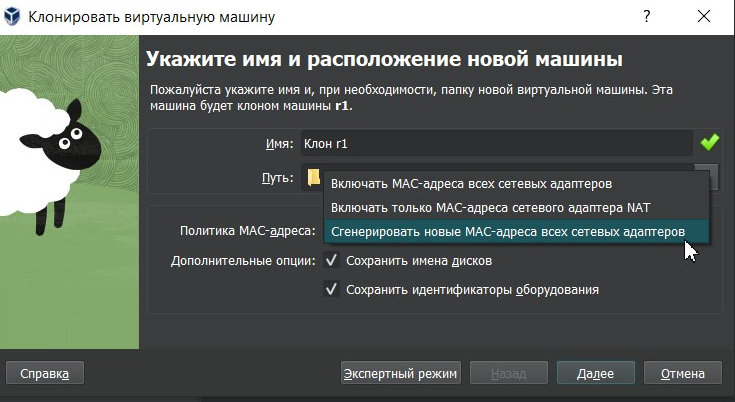 Клонировать виртуальную машину
?
Укажите имя и расположение новой машины
Пожалуйста укажите имя и, при необходимости, папку новой виртуальной машины. Эта
машина будет клоном машины r1.
Имя: Клон r1
Путь:
Включать MAC-адреса всех сетевых адаптеров
Включать только MAC-адреса сетевого адаптера NAT
Политика MAC-адреса: Сгенерировать новые MAC-адреса всех сетевых адаптеров
Дополнительные опции: Сохранить имена дисков
Сохранить идентификаторы оборудования
Справка Экспертный режим Назад Далее Отмена